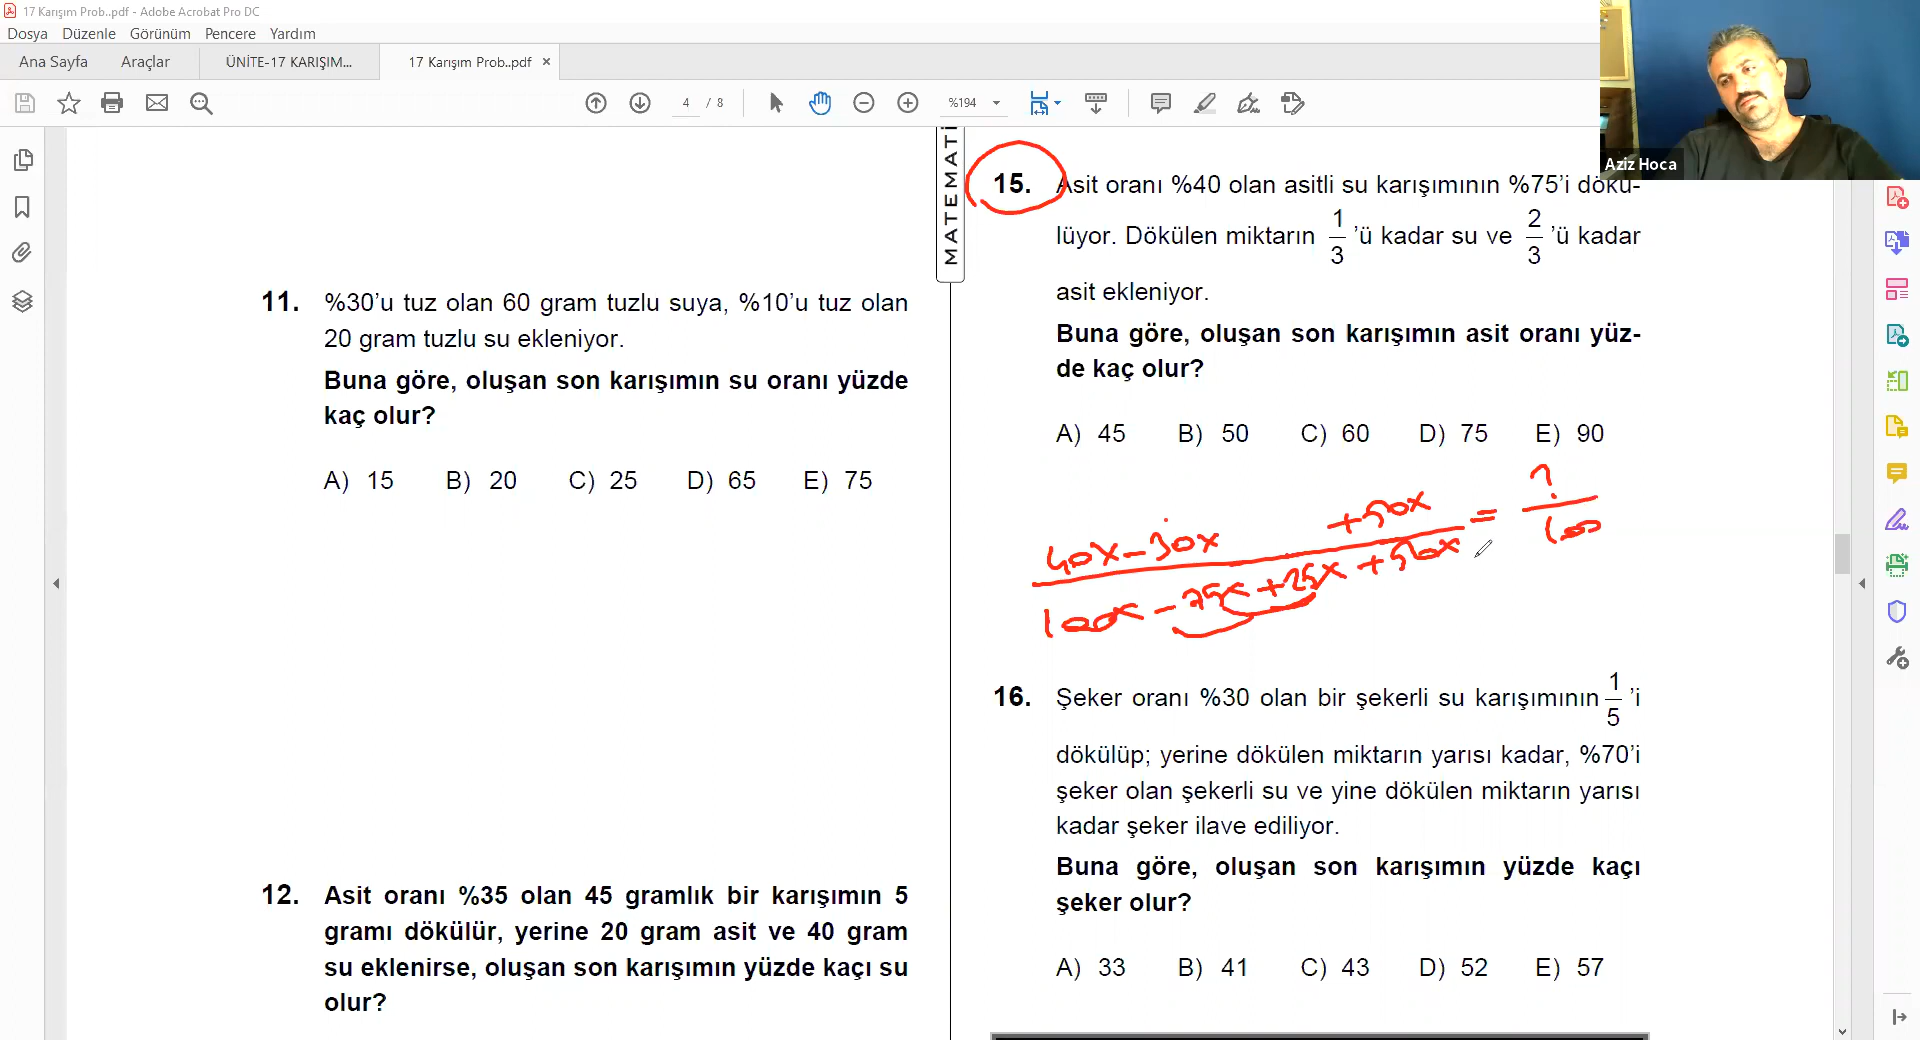 17 Karışım Prob..pdf - Adobe Acrobat Pro DC
Dosya Düzenle Görünüm Pencere Yardım
Ana Sayfa Araçlar ÜNİTE-17 KARIŞIM... 17 Karışım Prob..pdf ×
4 / 8 %194
Aziz Hoca
MATEMATİ
11. %30’u tuz olan 60 gram tuzlu suya, %10’u tuz olan
20 gram tuzlu su ekleniyor.
Buna göre, oluşan son karışımın su oranı yüzde
kaç olur?
A) 15 B) 20 C) 25 D) 65 E) 75
12. Asit oranı %35 olan 45 gramlık bir karışımın 5
gramı dökülür, yerine 20 gram asit ve 40 gram
su eklenirse, oluşan son karışımın yüzde kaçı su
olur?
15. Asit oranı %40 olan asitli su karışımının %75’i dökü-
lüyor. Dökülen miktarın 1/3 ’ü kadar su ve 2/3 ’ü kadar
asit ekleniyor.
Buna göre, oluşan son karışımın asit oranı yüz-
de kaç olur?
A) 45 B) 50 C) 60 D) 75 E) 90
40x-30x +50x = ?
100x-75x+25x+50x 100
16. Şeker oranı %30 olan bir şekerli su karışımının 1/5 ’i
dökülüp; yerine dökülen miktarın yarısı kadar, %70’i
şeker olan şekerli su ve yine dökülen miktarın yarısı
kadar şeker ilave ediliyor.
Buna göre, oluşan son karışımın yüzde kaçı
şeker olur?
A) 33 B) 41 C) 43 D) 52 E) 57